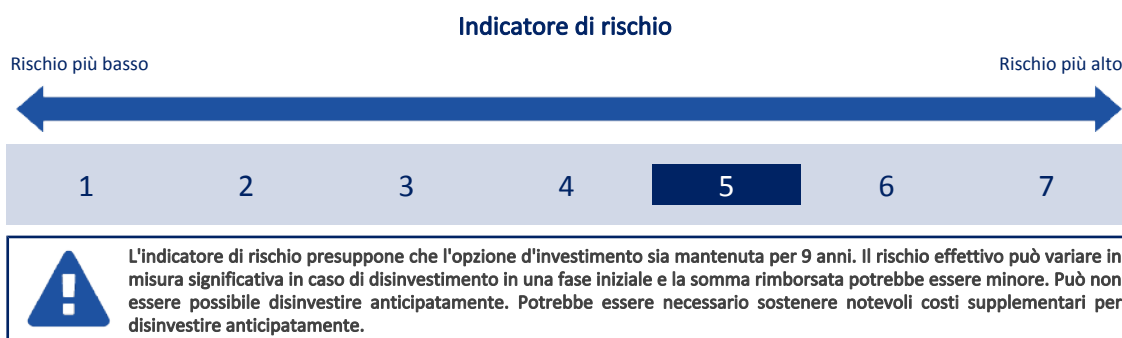 Indicatore di rischio
Rischio più basso
Rischio più alto
1 2 3 4 5 6 7
L'indicatore di rischio presuppone che l'opzione d'investimento sia mantenuta per 9 anni. Il rischio effettivo può variare in
misura significativa in caso di disinvestimento in una fase iniziale e la somma rimborsata potrebbe essere minore. Può non
essere possibile disinvestire anticipatamente. Potrebbe essere necessario sostenere notevoli costi supplementari per
disinvestire anticipatamente.